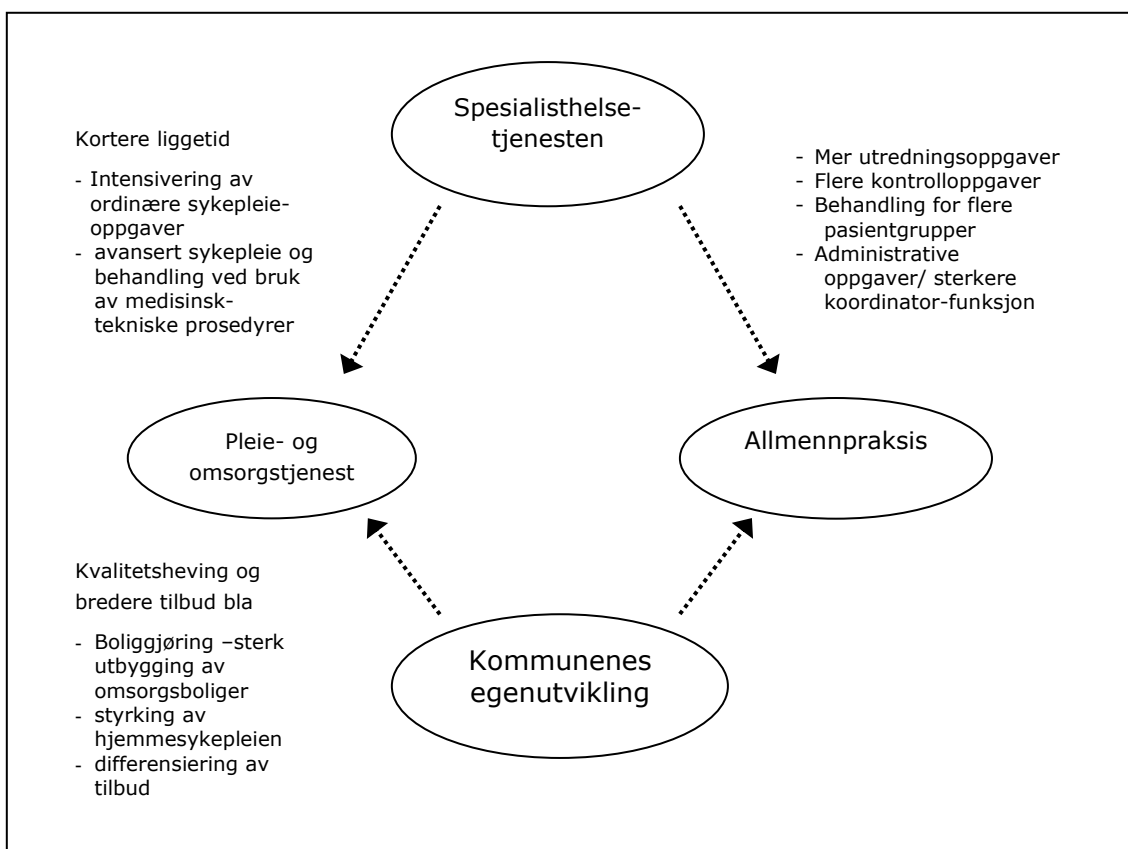 Spesialisthelse-
tjenesten
Kortere liggetid
- Intensivering av
ordinære sykepleie-
oppgaver
- avansert sykepleie og
behandling ved bruk
av medisinsk-
tekniske prosedyrer
- Mer utredningsoppgaver
- Flere kontrolloppgaver
- Behandling for flere
pasientgrupper
- Administrative
oppgaver/ sterkere
koordinator-funksjon
Pleie- og
omsorgstjenest
Allmennpraksis
Kvalitetsheving og
bredere tilbud bla
- Boliggjøring –sterk
utbygging av
omsorgsboliger
- styrking av
hjemmesykepleien
- differensiering av
tilbud
Kommunenes
egenutvikling